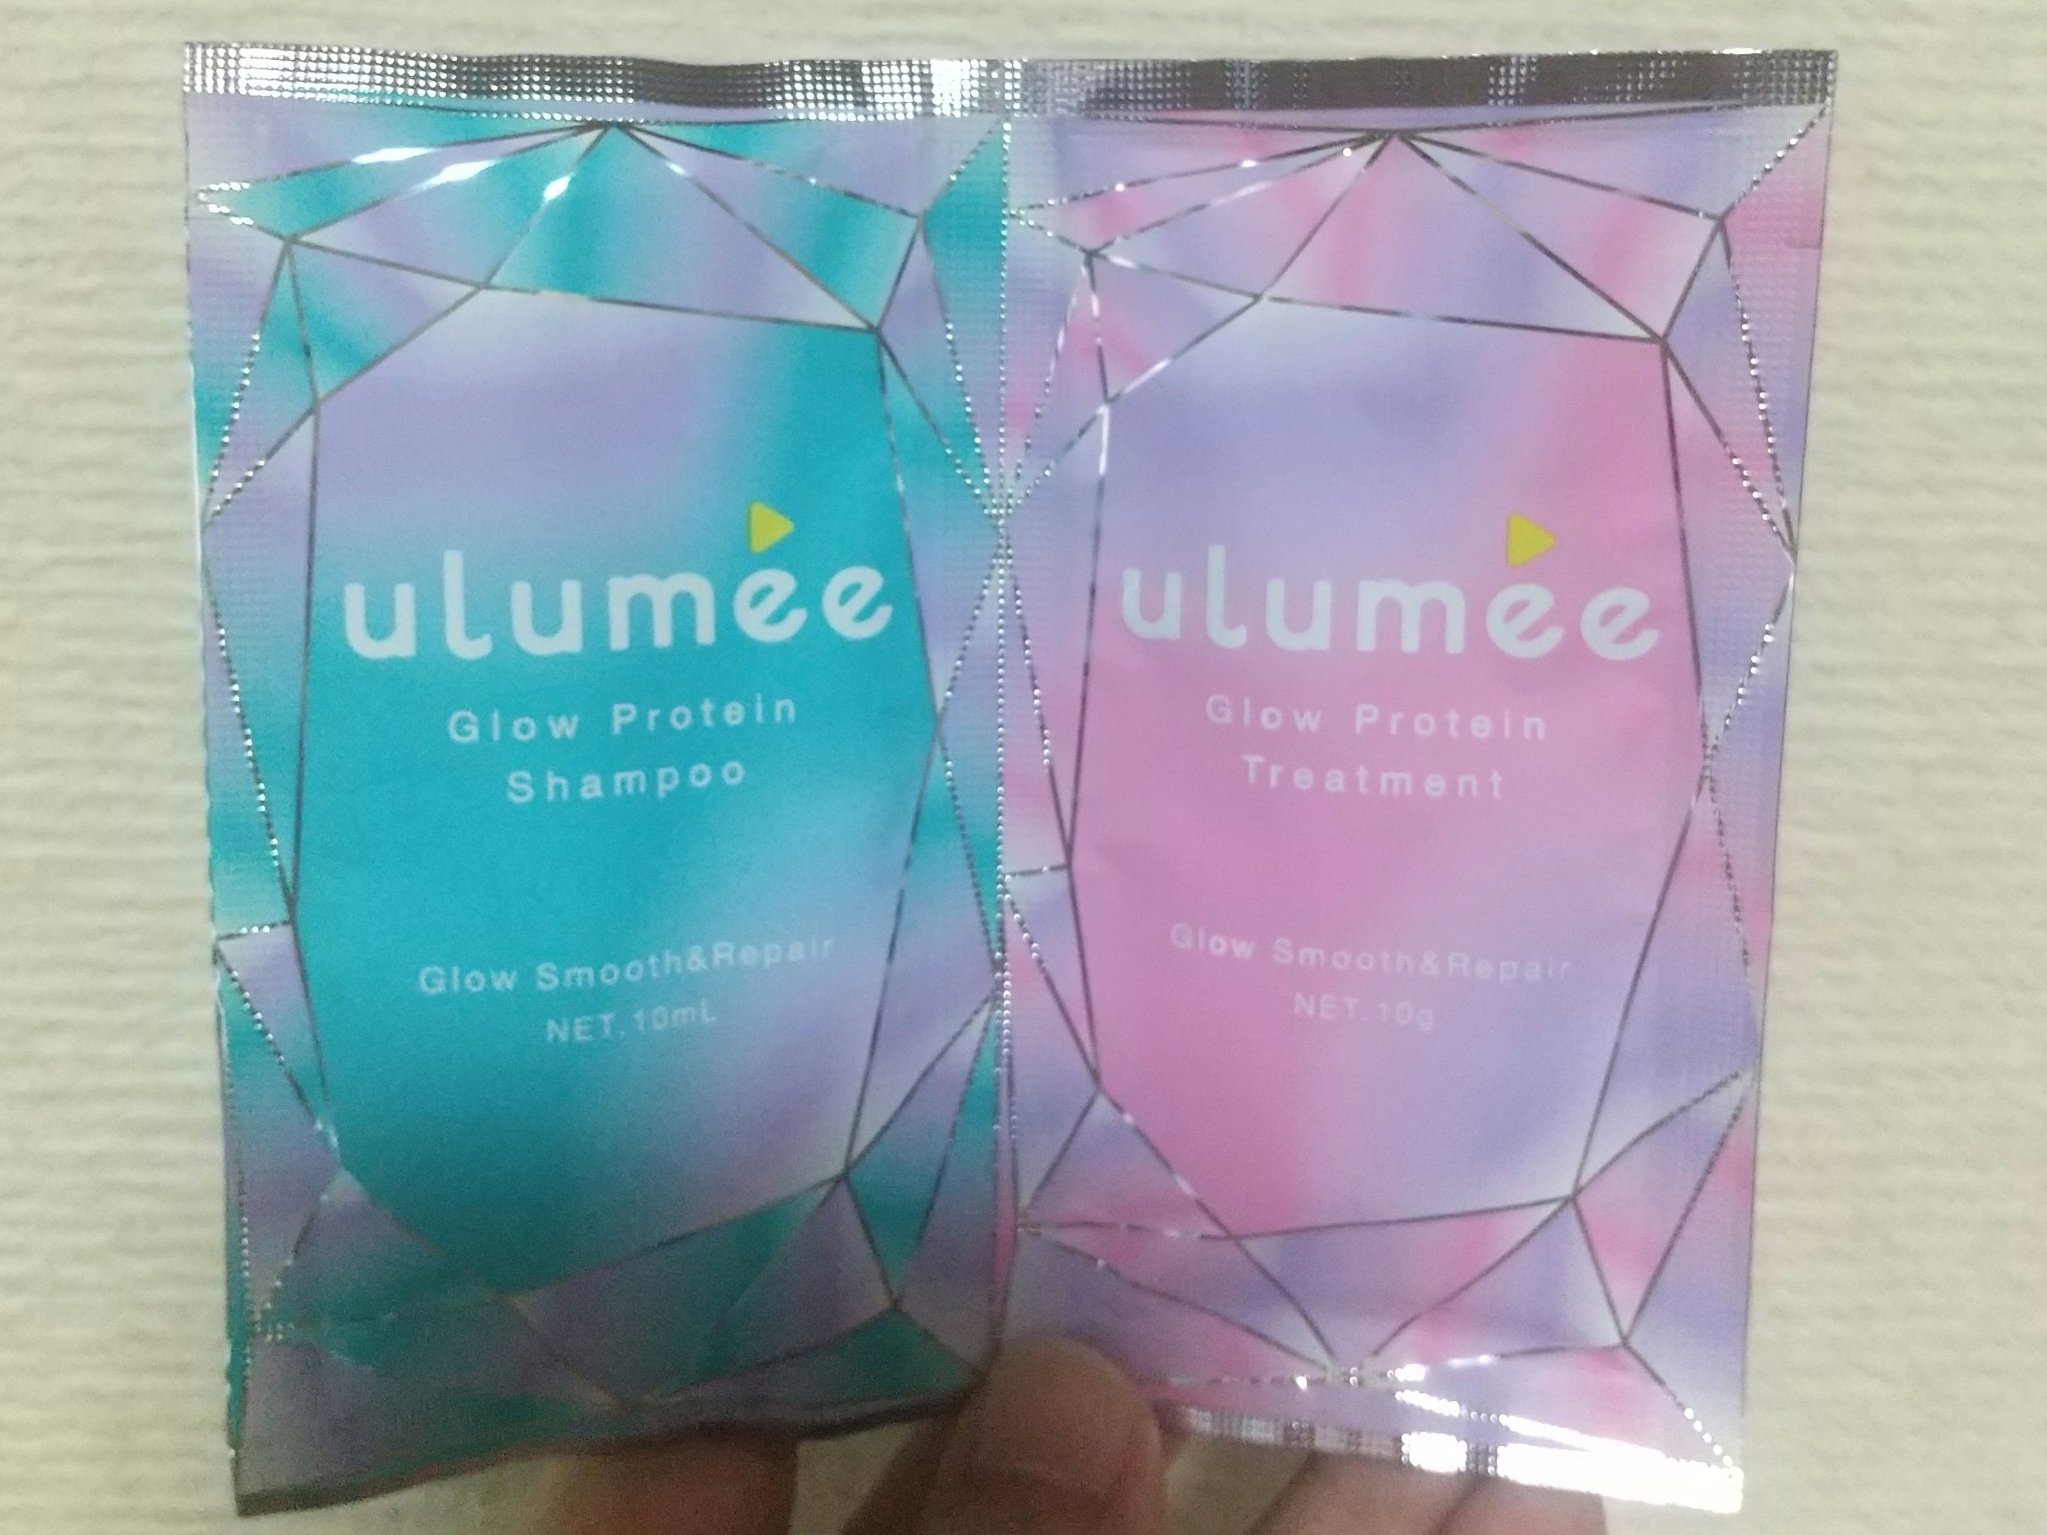 ulumee
Glow Protein
Shampoo
Glow Smooth&Repair
NET.10mL
ulumee
Glow Protein
Treatment
Glow Smooth&Repair
NET.10g